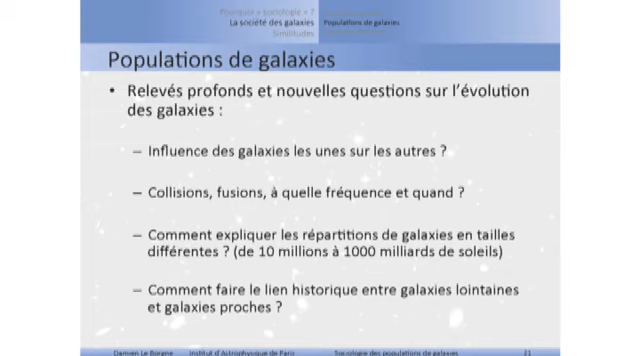 Pourquoi « sociologie » ?
La société des galaxies
Populations de galaxies
Similitudes
Populations de galaxies
• Relevés profonds et nouvelles questions sur l'évolution
des galaxies :
– Influence des galaxies les unes sur les autres ?
– Collisions, fusions, à quelle fréquence et quand ?
– Comment expliquer les répartitions de galaxies en tailles
différentes ? (de 10 millions à 1000 milliards de soleils)
– Comment faire le lien historique entre galaxies lointaines
et galaxies proches ?
Damien Le Borgne Institut d'Astrophysique de Paris Sociologie des populations de galaxies 21